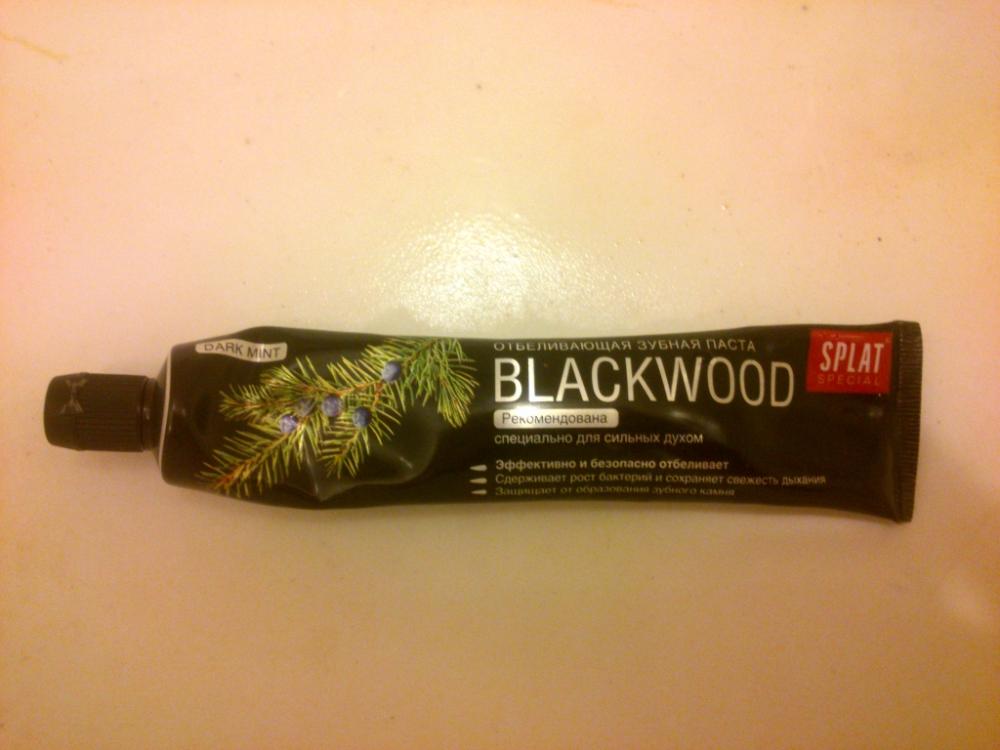 DARK MINT
ОТБЕЛИВАЮЩАЯ ЗУБНАЯ ПАСТА
BLACKWOOD
SPLAT
SPECIAL
Рекомендована
специально для сильных духом
Эффективно и безопасно отбеливает
Сдерживает рост бактерий и сохраняет свежесть дыхания
Защищает от образования зубного камня